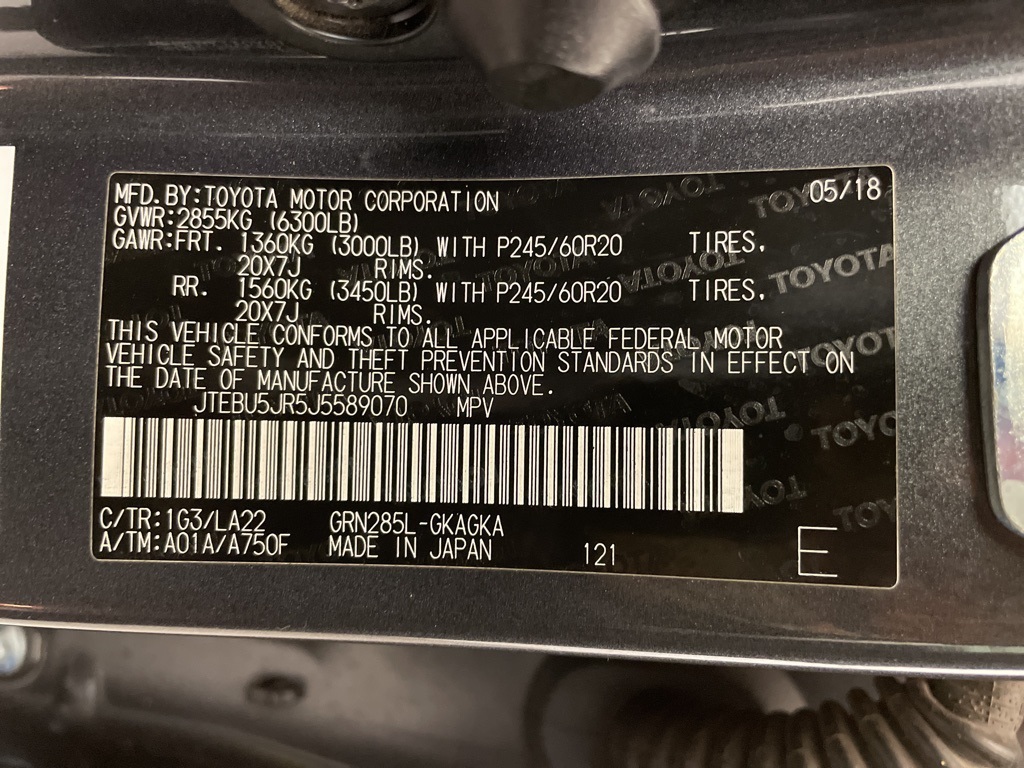 MFD. BY: TOYOTA MOTOR CORPORATION 05/18
GVWR: 2855KG (6300LB)
GAWR: FRT. 1360KG (3000LB) WITH P245/60R20 TIRES,
20X7J RIMS.
RR. 1560KG (3450LB) WITH P245/60R20 TIRES,
20X7J RIMS.
THIS VEHICLE CONFORMS TO ALL APPLICABLE FEDERAL MOTOR
VEHICLE SAFETY AND THEFT PREVENTION STANDARDS IN EFFECT ON
THE DATE OF MANUFACTURE SHOWN ABOVE.
JTEBU5JR5J5589070 MPV
C/TR: 1G3/LA22 GRN285L-GKAGKA
A/TM: A01A/A750F MADE IN JAPAN 121 E